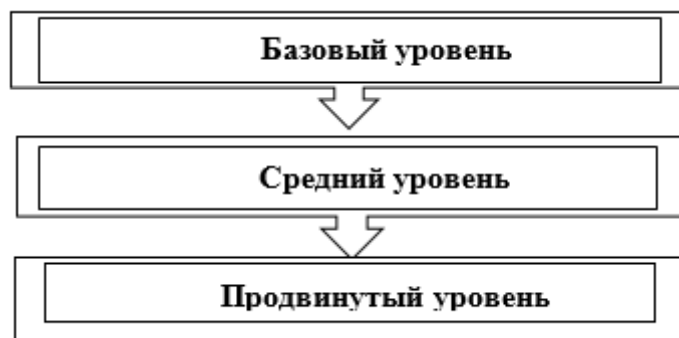 Базовый уровень
Средний уровень
Продвинутый уровень